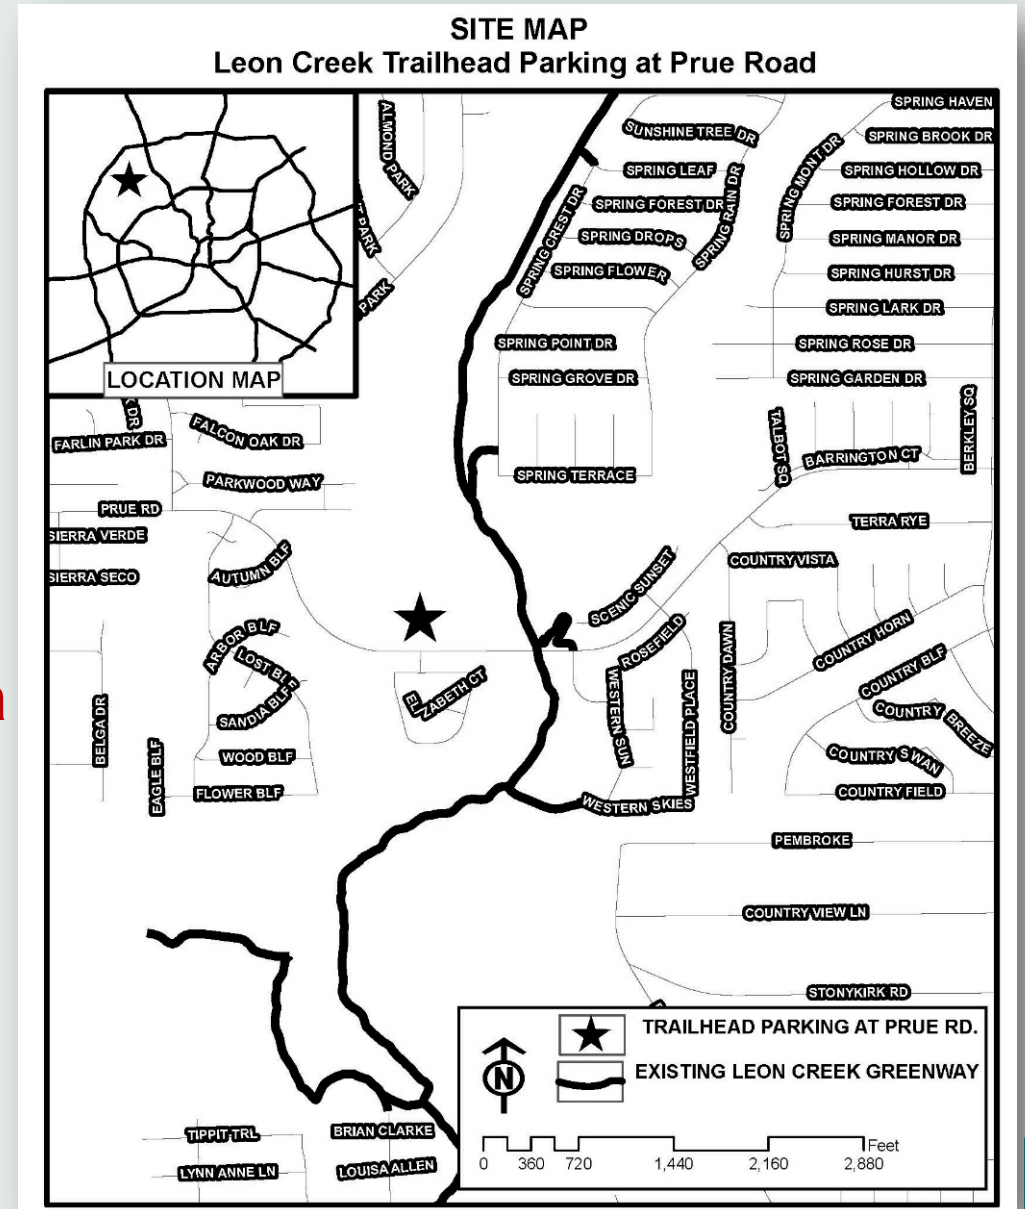 SITE MAP
Leon Creek Trailhead Parking at Prue Road
SPRING HAVEN
ALMOND PARK
SUNSHINE TREE DR
SPRING BROOK DR
SPRING MONT DR
SPRING LEAF
SPRING HOLLOW DR
SPRING FOREST DR
SPRING RAIN DR
SPRING FOREST DR
SPRING CREST DR
PARK
SPRING DROPS
SPRING MANOR DR
SPRING FLOWER
SPRING HURST DR
PARK
SPRING LARK DR
SPRING POINT DR
SPRING ROSE DR
LOCATION MAP
SPRING GROVE DR
SPRING GARDEN DR
DR
FALCON OAK DR
TALBOT SQ
BERKLEY SQ
FARLIN PARK DR
BARRINGTON CT
PARKWOOD WAY
SPRING TERRACE
PRUE RD
TERRA RYE
SIERRA VERDE
AUTUMN BLF
COUNTRY VISTA
SIERRA SECO
SCENIC SUNSET
ARBOR BLF
ROSEFIELD
COUNTRY HORN
LOST BLF
COUNTRY DAWN
COUNTRY BLF
ELIZABETH CT
SANDIA BLF
WESTERN SUN
WESTFIELD PLACE
COUNTRY BREEZE
BELGA DR
WOOD BLF
COUNTRY SWAN
EAGLE BLF
FLOWER BLF
WESTERN SKIES
COUNTRY FIELD
PEMBROKE
COUNTRY VIEW LN
STONYKIRK RD
TRAILHEAD PARKING AT PRUE RD.
N
EXISTING LEON CREEK GREENWAY
TIPPIT TRL
BRIAN CLARKE
LYNN ANNE LN
LOUISA ALLEN
Feet
0 360 720 1,440 2,160 2,880